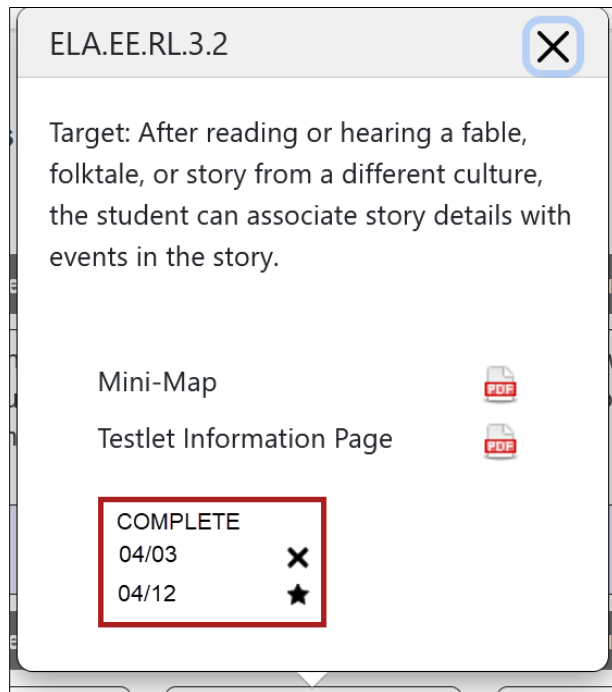 ELA.EE.RL.3.2
Target: After reading or hearing a fable,
folktale, or story from a different culture,
the student can associate story details with
events in the story.
Mini-Map
PDF
Testlet Information Page
PDF
COMPLETE
04/03
04/12